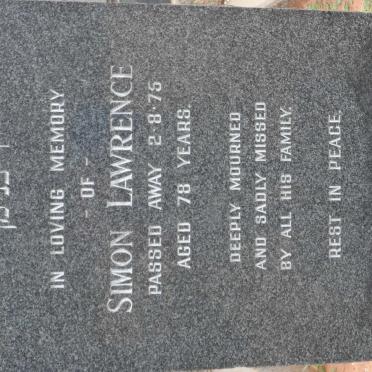 IN LOVING MEMORY
- OF -
SIMON LAWRENCE
PASSED AWAY 2·8·75
AGED 78 YEARS.
DEEPLY MOURNED
AND SADLY MISSED
BY ALL HIS FAMILY.
REST IN PEACE.